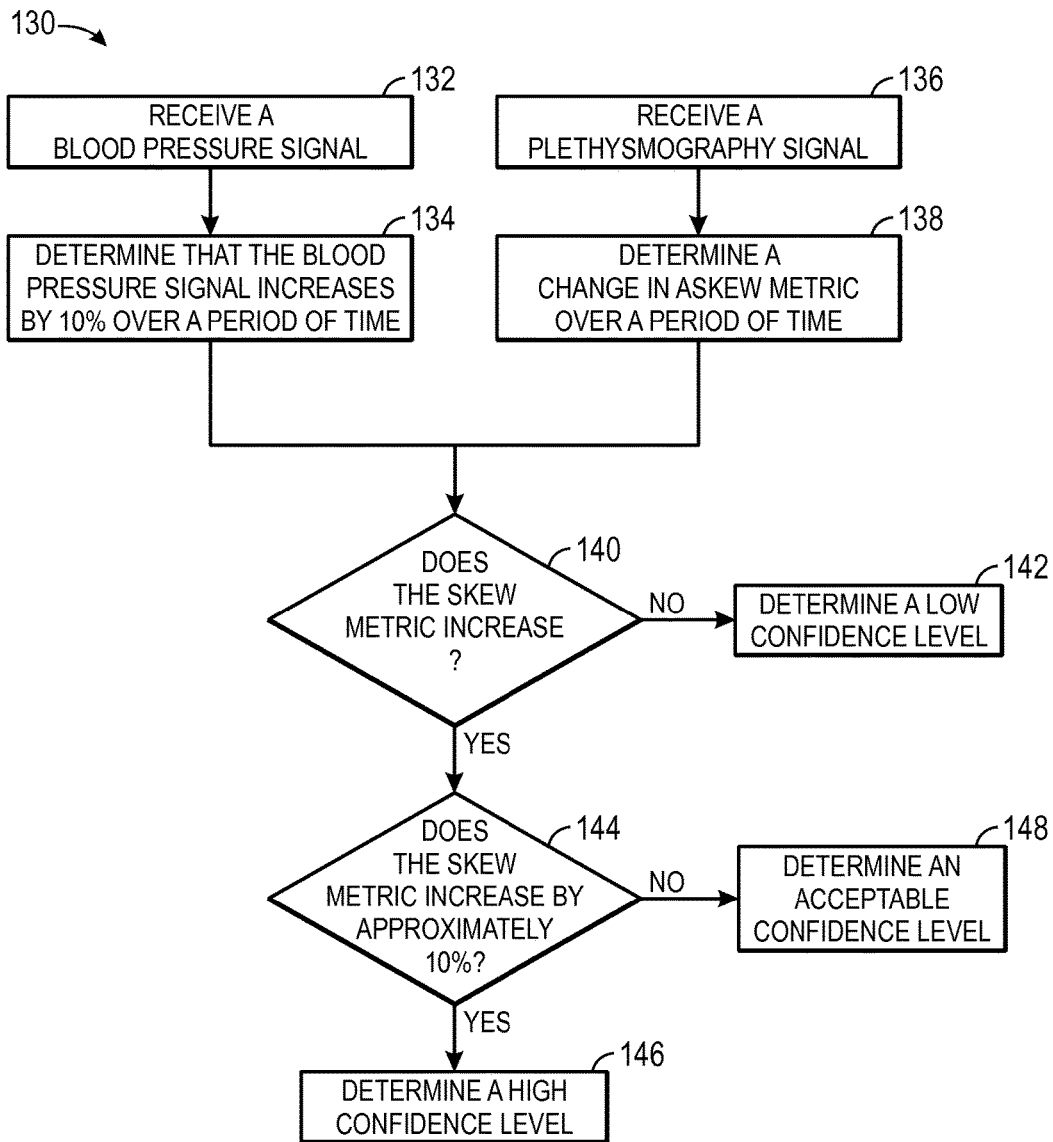 130
132
RECEIVE A
BLOOD PRESSURE SIGNAL
136
RECEIVE A
PLETHYSMOGRAPHY SIGNAL
134
DETERMINE THAT THE BLOOD
PRESSURE SIGNAL INCREASES
BY 10% OVER A PERIOD OF TIME
138
DETERMINE A
CHANGE IN ASKEW METRIC
OVER A PERIOD OF TIME
140
DOES
THE SKEW
METRIC INCREASE
?
NO
142
DETERMINE A LOW
CONFIDENCE LEVEL
YES
144
DOES
THE SKEW
METRIC INCREASE BY
APPROXIMATELY
10%?
NO
148
DETERMINE AN
ACCEPTABLE
CONFIDENCE LEVEL
YES
146
DETERMINE A HIGH
CONFIDENCE LEVEL